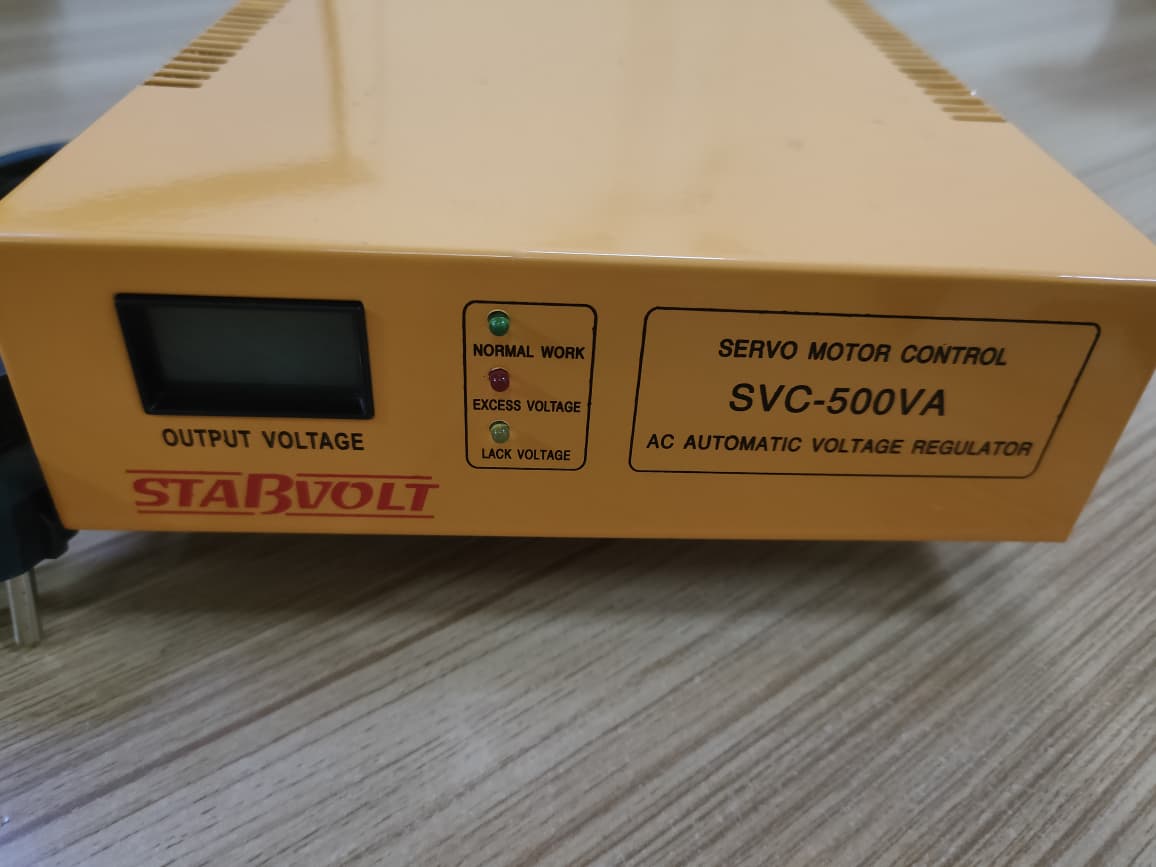 SERVO MOTOR CONTROL
SVC-500VA
AC AUTOMATIC VOLTAGE REGULATOR
NORMAL WORK
EXCESS VOLTAGE
LACK VOLTAGE
OUTPUT VOLTAGE
STABVOLT